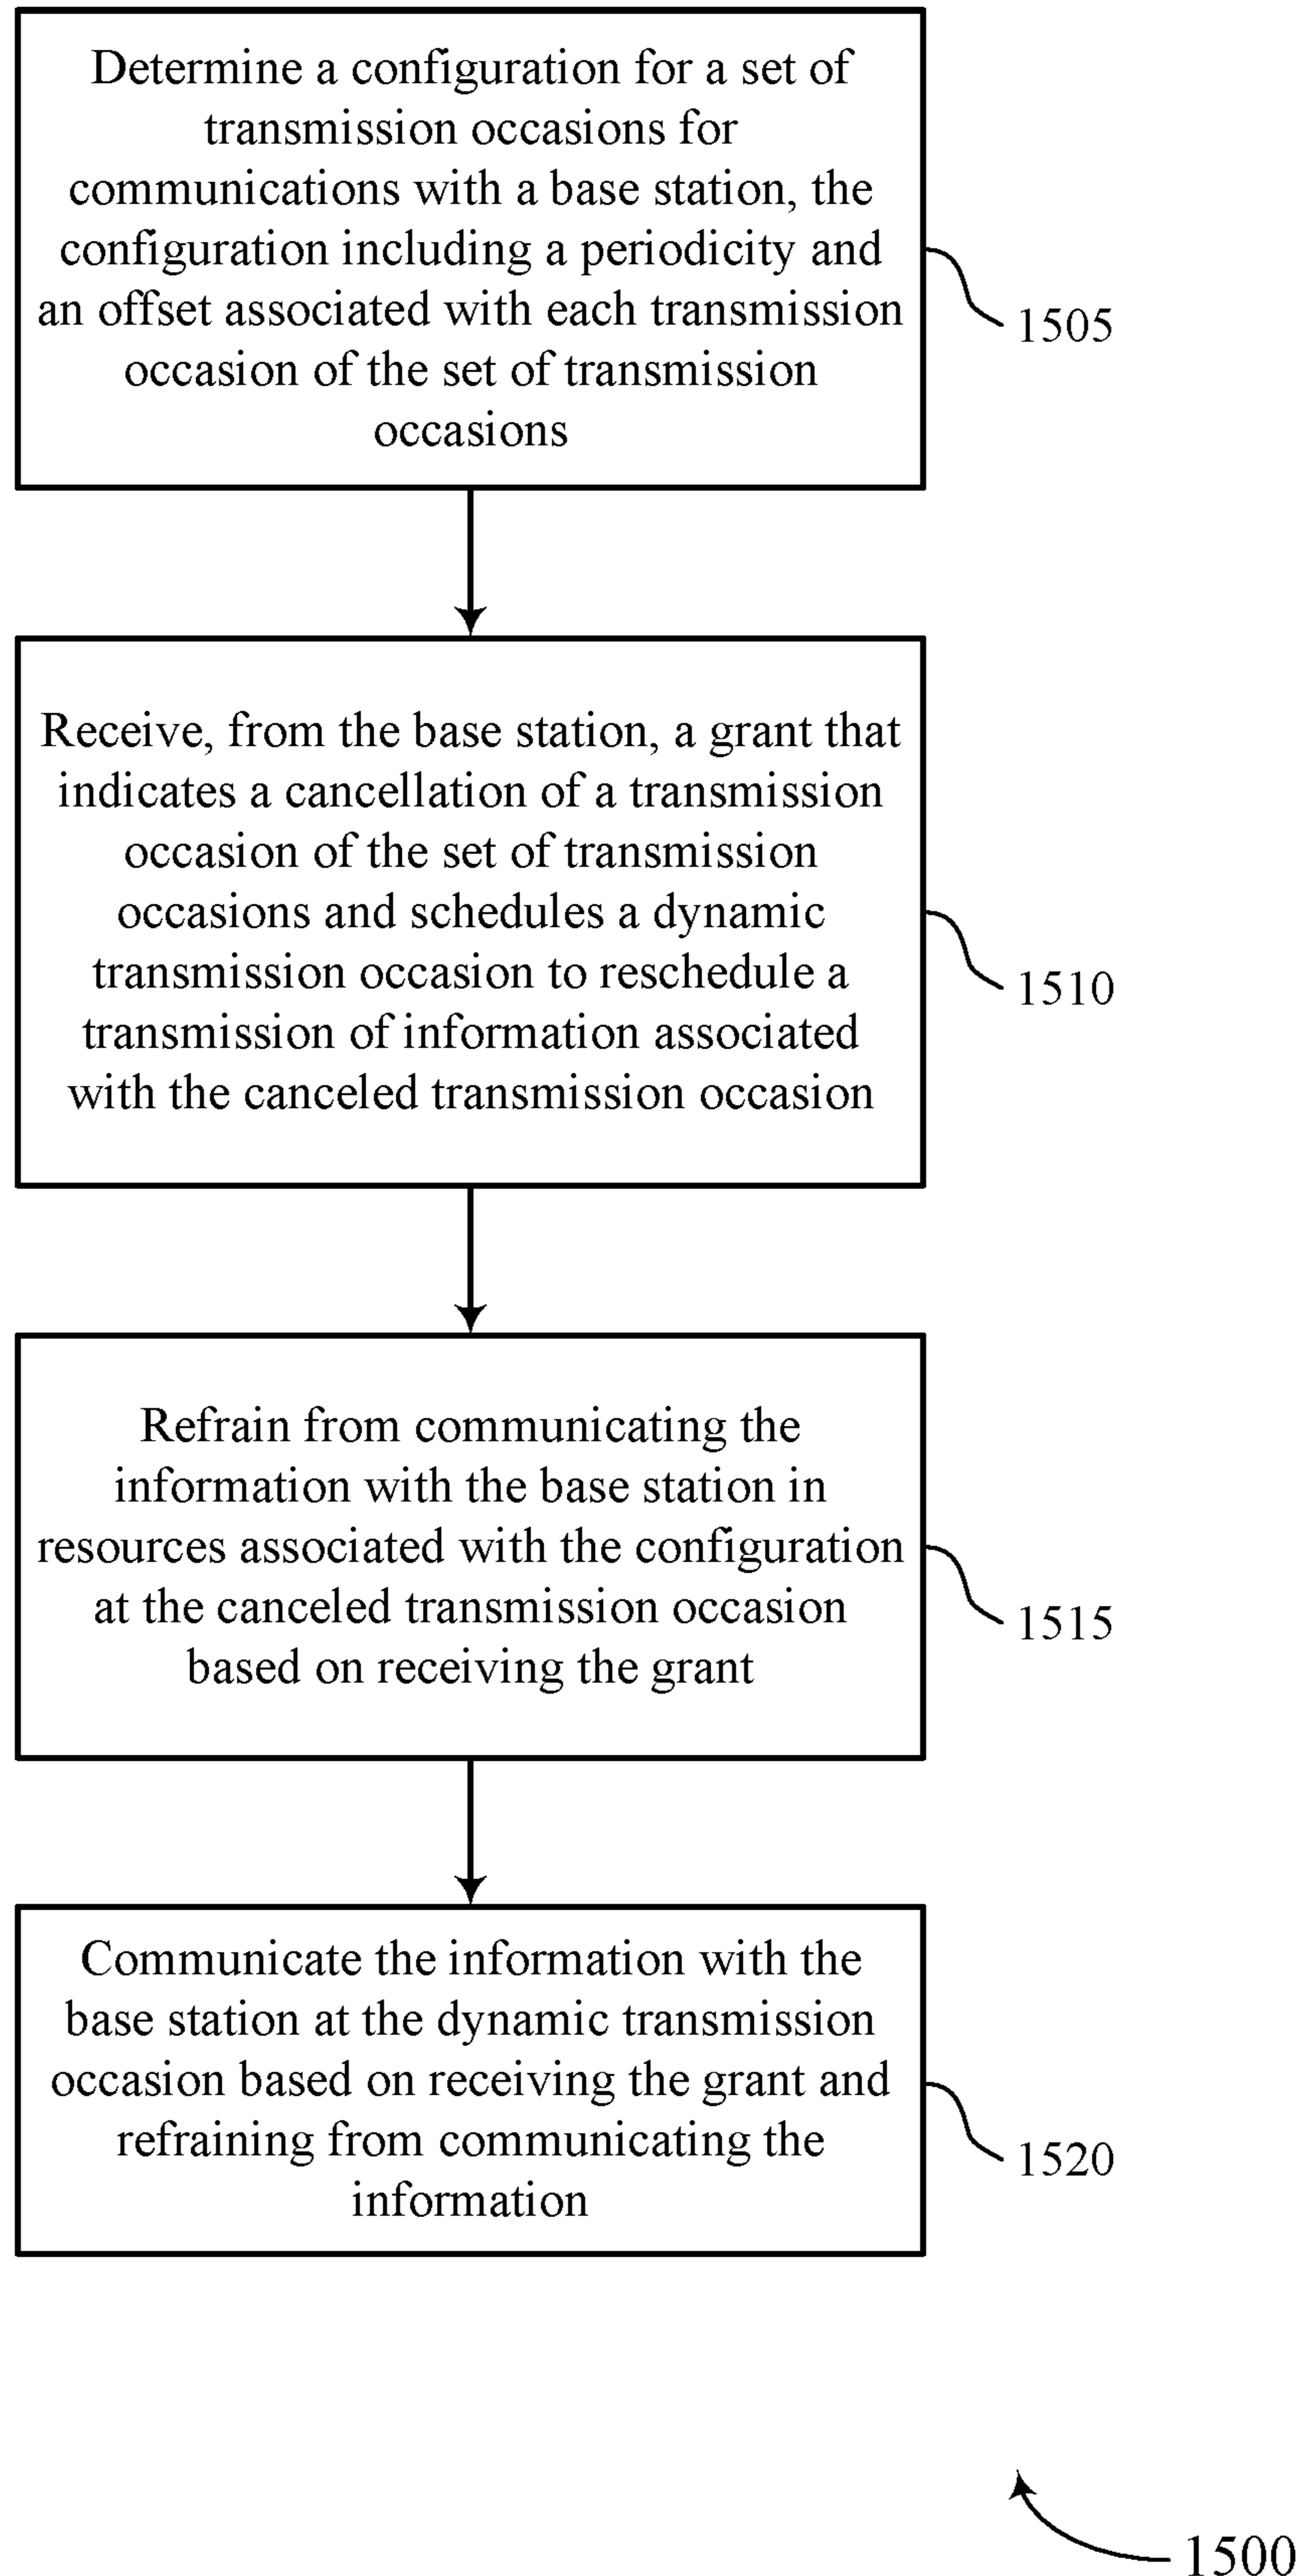 Determine a configuration for a set of
transmission occasions for
communications with a base station, the
configuration including a periodicity and
an offset associated with each transmission
occasion of the set of transmission
occasions
1505
Receive, from the base station, a grant that
indicates a cancellation of a transmission
occasion of the set of transmission
occasions and schedules a dynamic
transmission occasion to reschedule a
transmission of information associated
with the canceled transmission occasion
1510
Refrain from communicating the
information with the base station in
resources associated with the configuration
at the canceled transmission occasion
based on receiving the grant
1515
Communicate the information with the
base station at the dynamic transmission
occasion based on receiving the grant and
refraining from communicating the
information
1520
1500